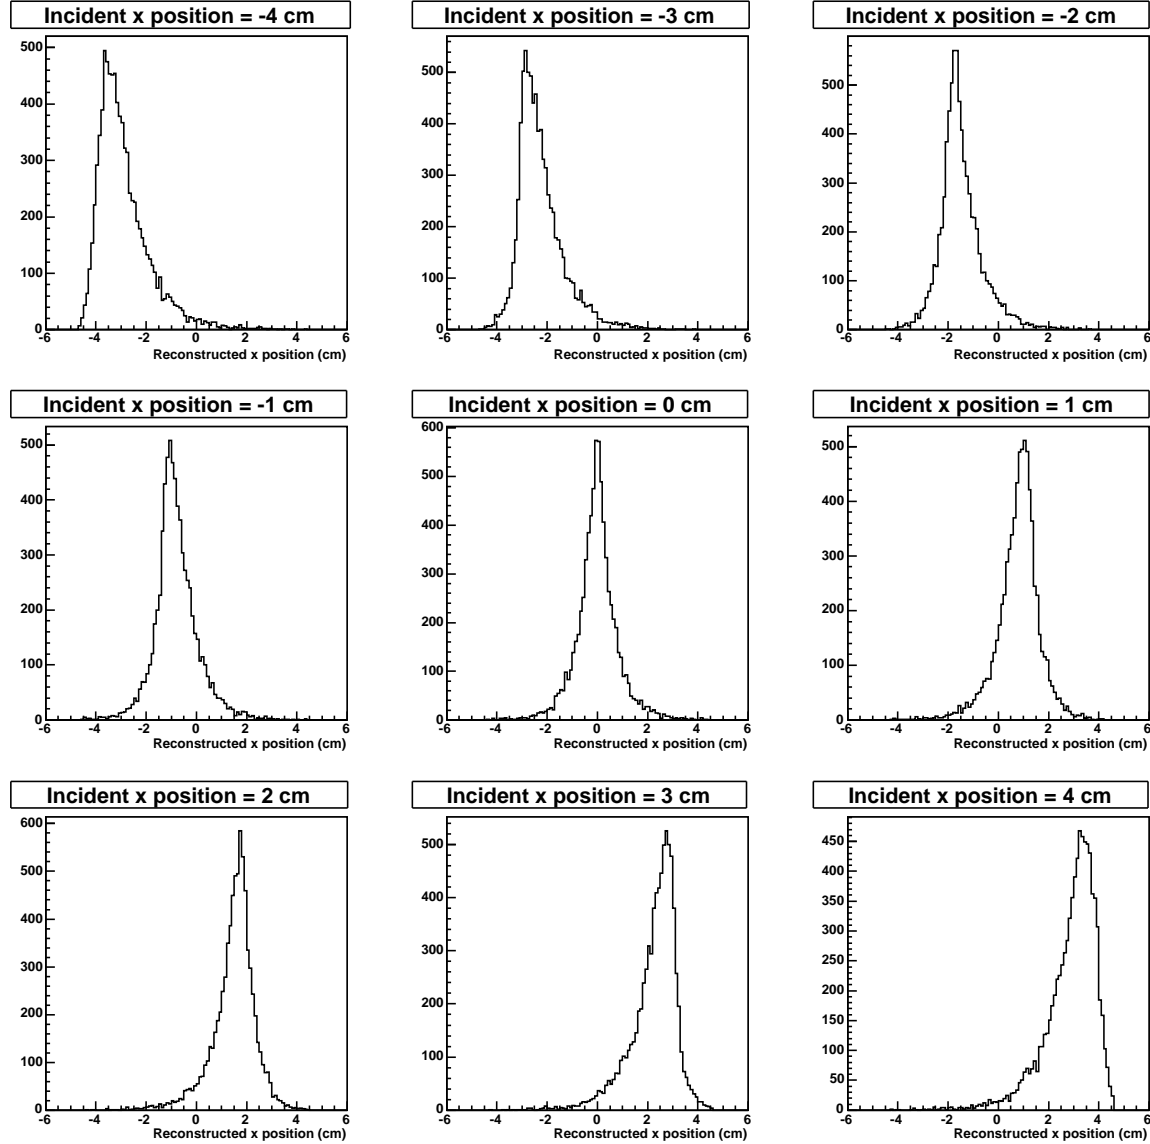 Incident x position = -4 cm
500
400
300
200
100
0
-6 -4 -2 0 2 4 6
Reconstructed x position (cm)
Incident x position = -3 cm
500
400
300
200
100
0
-6 -4 -2 0 2 4 6
Reconstructed x position (cm)
Incident x position = -2 cm
500
400
300
200
100
0
-6 -4 -2 0 2 4 6
Reconstructed x position (cm)
Incident x position = -1 cm
500
400
300
200
100
0
-6 -4 -2 0 2 4 6
Reconstructed x position (cm)
Incident x position = 0 cm
600
500
400
300
200
100
0
-6 -4 -2 0 2 4 6
Reconstructed x position (cm)
Incident x position = 1 cm
500
400
300
200
100
0
-6 -4 -2 0 2 4 6
Reconstructed x position (cm)
Incident x position = 2 cm
600
500
400
300
200
100
0
-6 -4 -2 0 2 4 6
Reconstructed x position (cm)
Incident x position = 3 cm
500
400
300
200
100
0
-6 -4 -2 0 2 4 6
Reconstructed x position (cm)
Incident x position = 4 cm
450
400
350
300
250
200
150
100
50
0
-6 -4 -2 0 2 4 6
Reconstructed x position (cm)